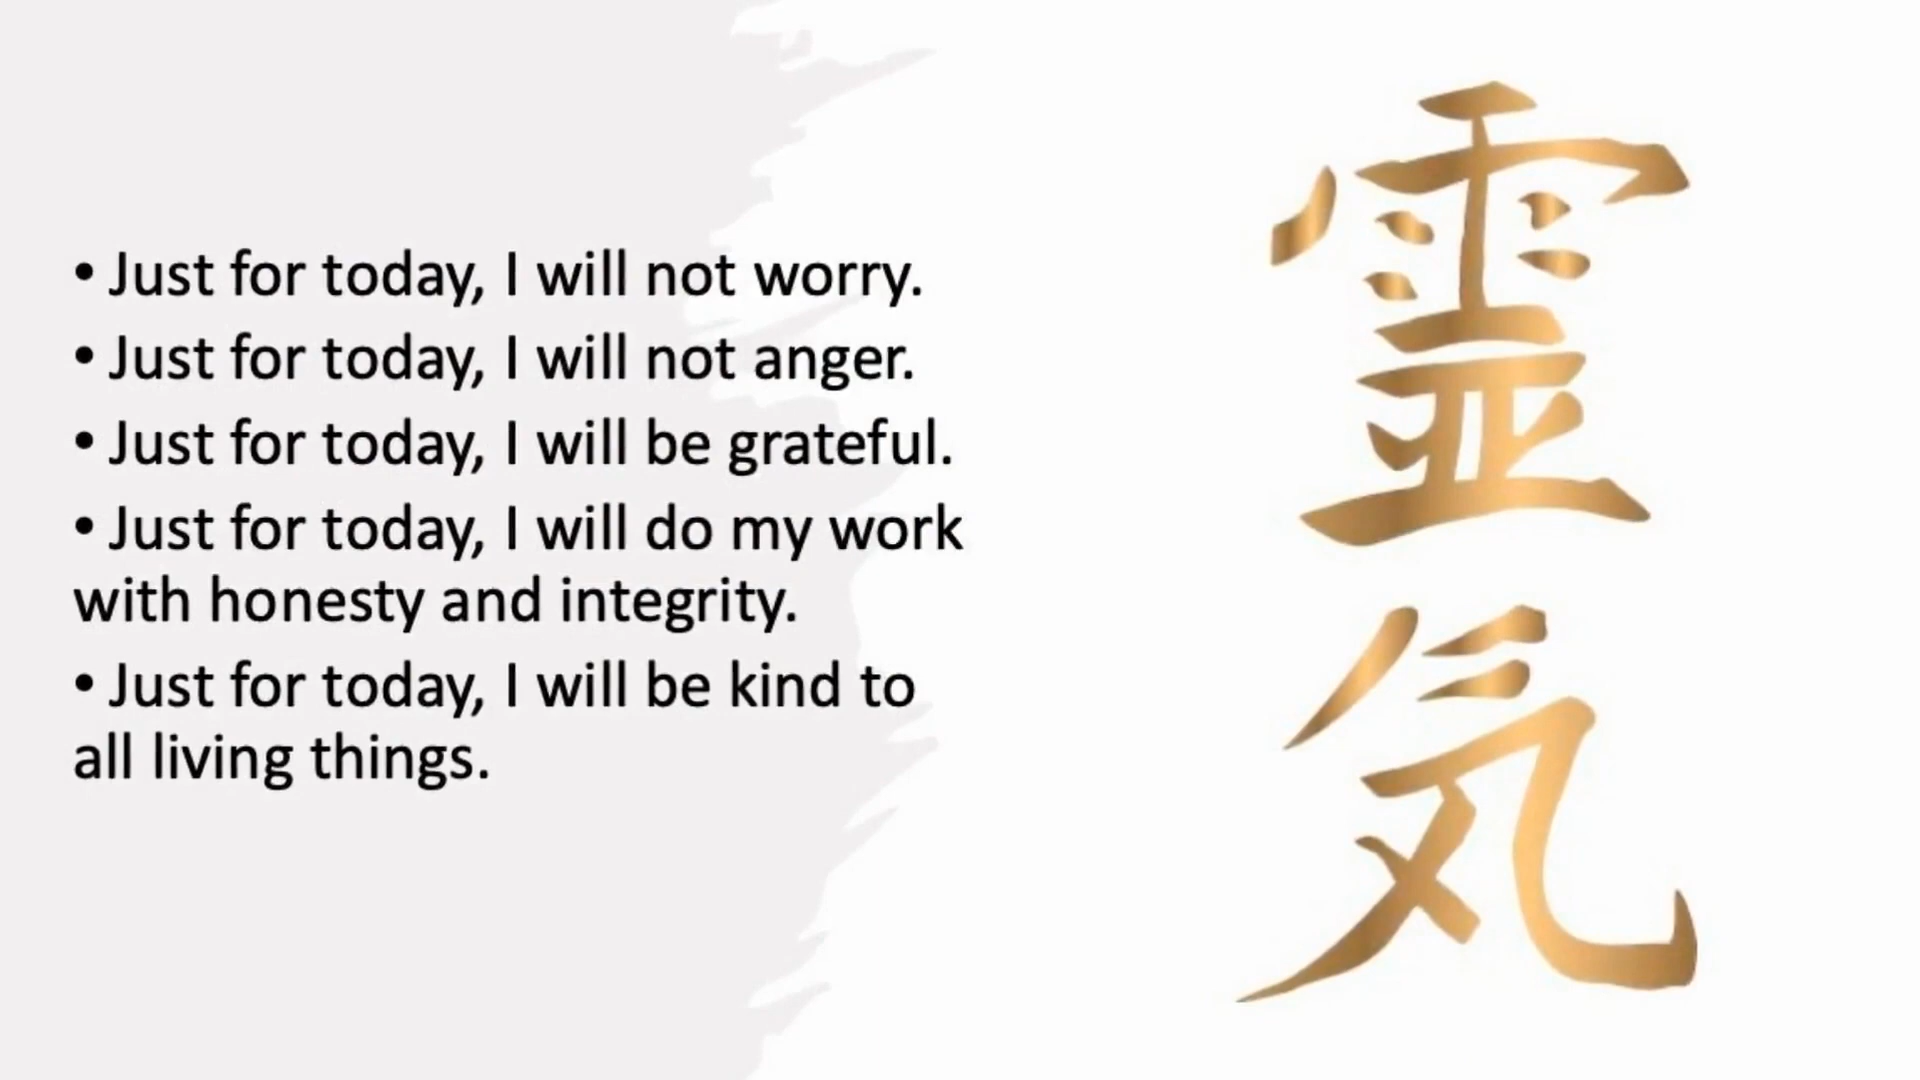 • Just for today, I will not worry.
• Just for today, I will not anger.
• Just for today, I will be grateful.
• Just for today, I will do my work
with honesty and integrity.
• Just for today, I will be kind to
all living things.
霊
気